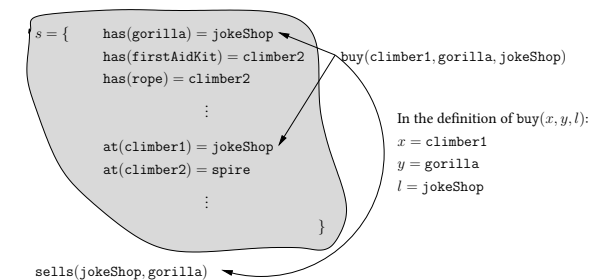 s = { has(gorilla) = jokeShop
has(firstAidKit) = climber2
has(rope) = climber2
⋮
at(climber1) = jokeShop
at(climber2) = spire
⋮
}
buy(climber1, gorilla, jokeShop)
In the definition of buy(x, y, l):
x = climber1
y = gorilla
l = jokeShop
sells(jokeShop, gorilla)